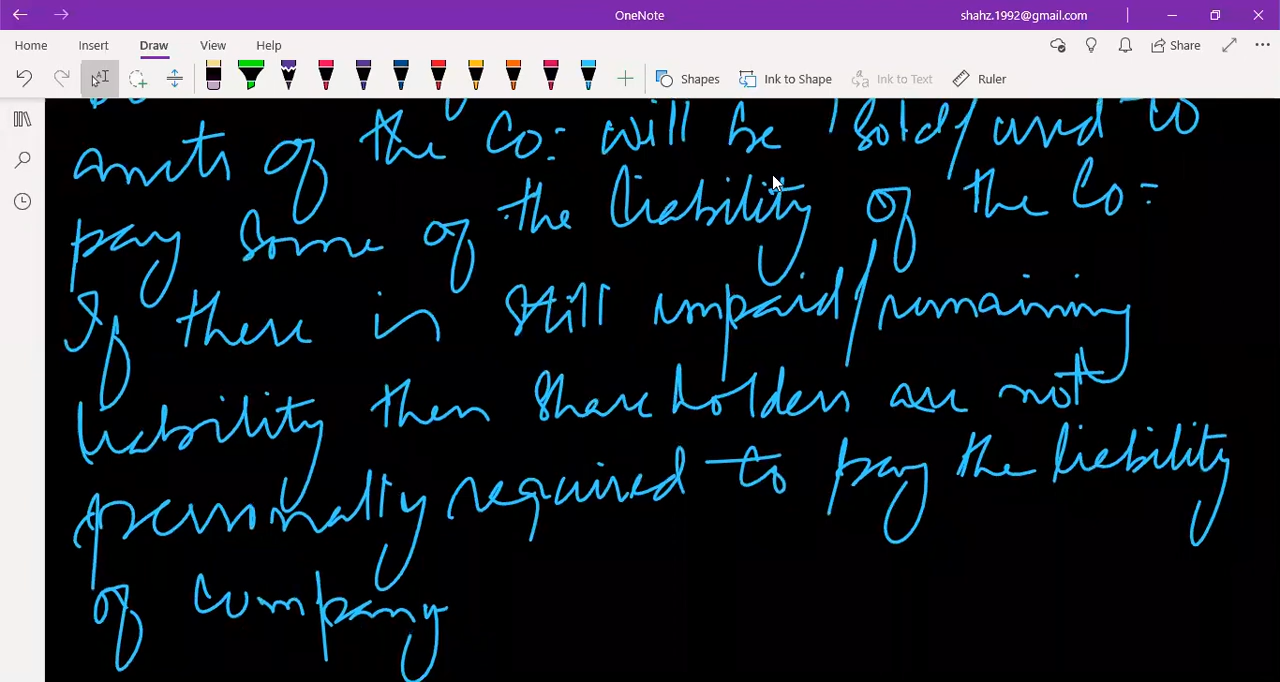 OneNote
shahz.1992@gmail.com
Home Insert Draw View Help
Share
Shapes Ink to Shape Ink to Text Ruler
assets of the Co: will be sold/used to
pay some of the liability of the Co:
If there is still unpaid/remaining
liability then shareholders are not
personally required to pay the liability
of company